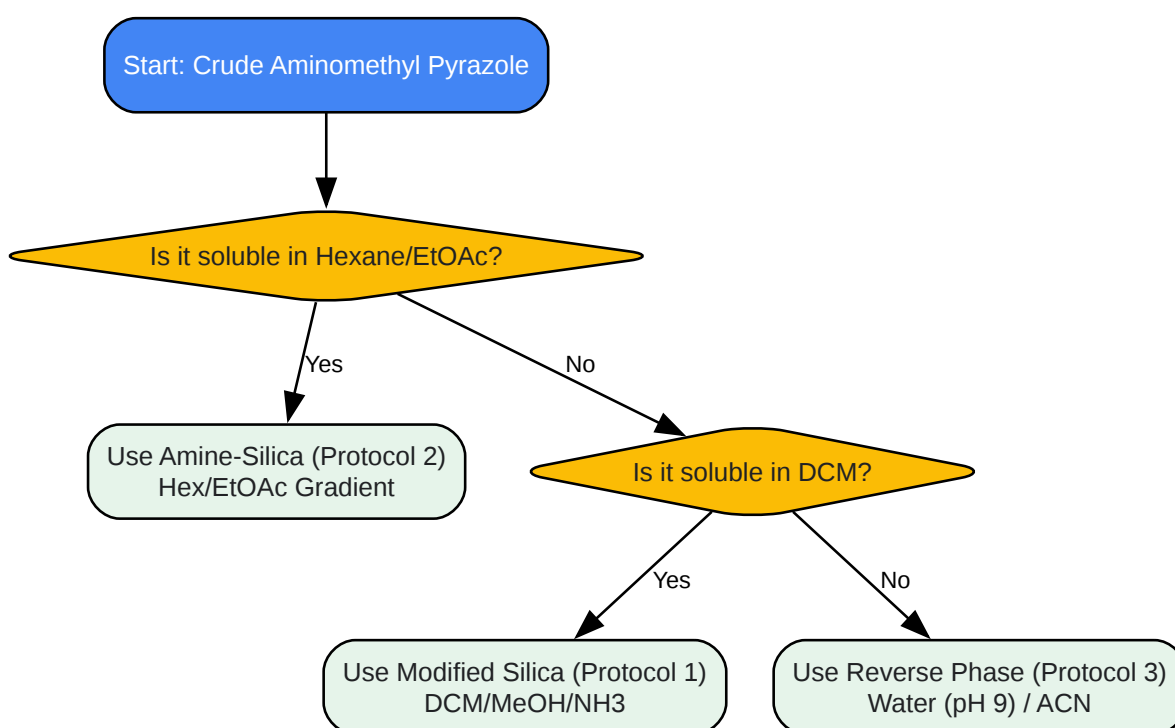 Start: Crude Aminomethyl Pyrazole
Is it soluble in Hexane/EtOAc?
Yes
No
Use Amine-Silica (Protocol 2)
Hex/EtOAc Gradient
Is it soluble in DCM?
Yes
No
Use Modified Silica (Protocol 1)
DCM/MeOH/NH3
Use Reverse Phase (Protocol 3)
Water (pH 9) / ACN